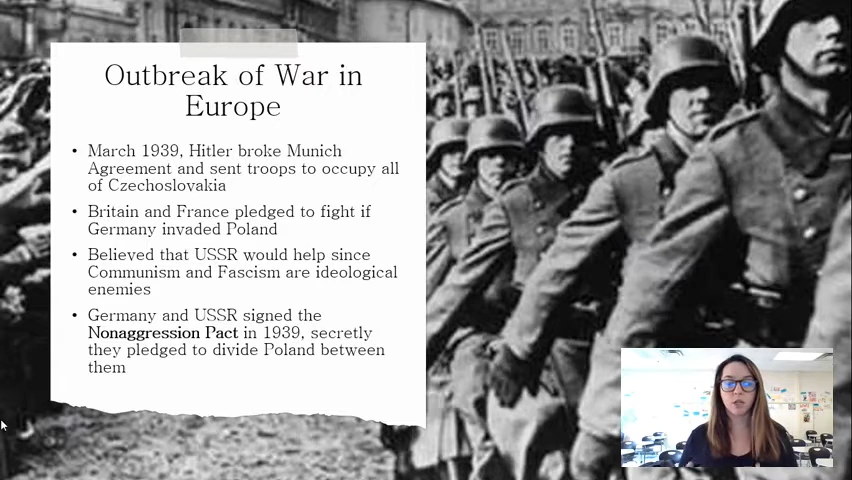 Outbreak of War in
Europe
• March 1939, Hitler broke Munich
Agreement and sent troops to occupy all
of Czechoslovakia
• Britain and France pledged to fight if
Germany invaded Poland
• Believed that USSR would help since
Communism and Fascism are ideological
enemies
• Germany and USSR signed the
Nonaggression Pact in 1939, secretly
they pledged to divide Poland between
them